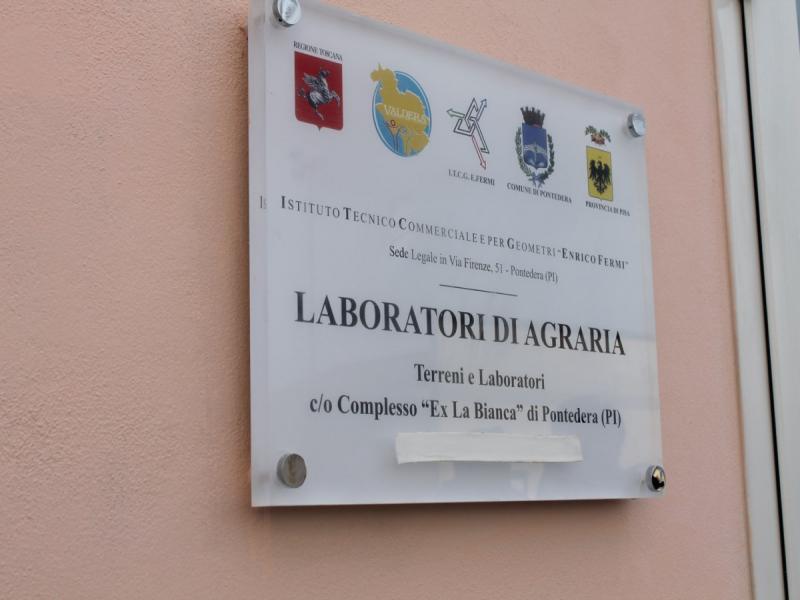 REGIONE TOSCANA
VALDERA
I.T.C.G. E.FERMI
COMUNE DI PONTEDERA
PROVINCIA DI PISA
ISTITUTO TECNICO COMMERCIALE E PER GEOMETRI "ENRICO FERMI"
Sede Legale in Via Firenze, 51 - Pontedera (PI)
LABORATORI DI AGRARIA
Terreni e Laboratori
c/o Complesso “Ex La Bianca” di Pontedera (PI)